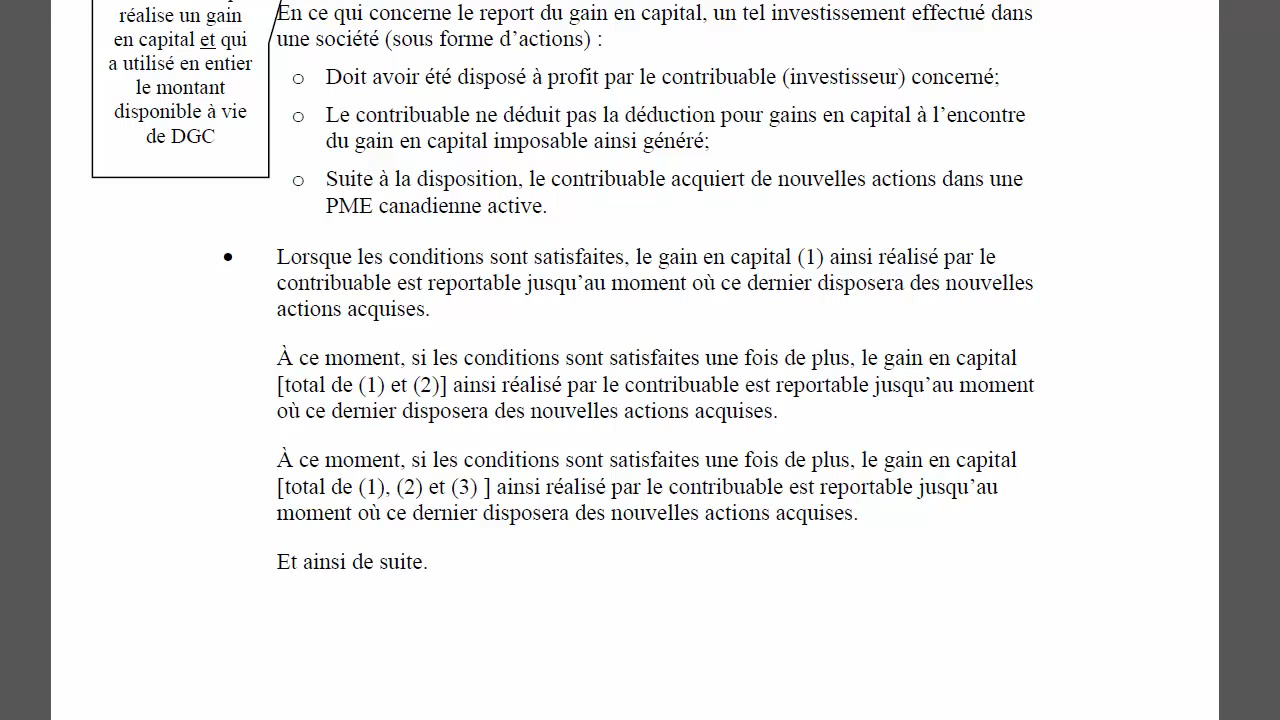 réalise un gain
en capital et qui
a utilisé en entier
le montant
disponible à vie
de DGC
En ce qui concerne le report du gain en capital, un tel investissement effectué dans
une société (sous forme d’actions) :
o Doit avoir été disposé à profit par le contribuable (investisseur) concerné;
o Le contribuable ne déduit pas la déduction pour gains en capital à l’encontre
du gain en capital imposable ainsi généré;
o Suite à la disposition, le contribuable acquiert de nouvelles actions dans une
PME canadienne active.
• Lorsque les conditions sont satisfaites, le gain en capital (1) ainsi réalisé par le
contribuable est reportable jusqu’au moment où ce dernier disposera des nouvelles
actions acquises.
À ce moment, si les conditions sont satisfaites une fois de plus, le gain en capital
[total de (1) et (2)] ainsi réalisé par le contribuable est reportable jusqu’au moment
où ce dernier disposera des nouvelles actions acquises.
À ce moment, si les conditions sont satisfaites une fois de plus, le gain en capital
[total de (1), (2) et (3) ] ainsi réalisé par le contribuable est reportable jusqu’au
moment où ce dernier disposera des nouvelles actions acquises.
Et ainsi de suite.